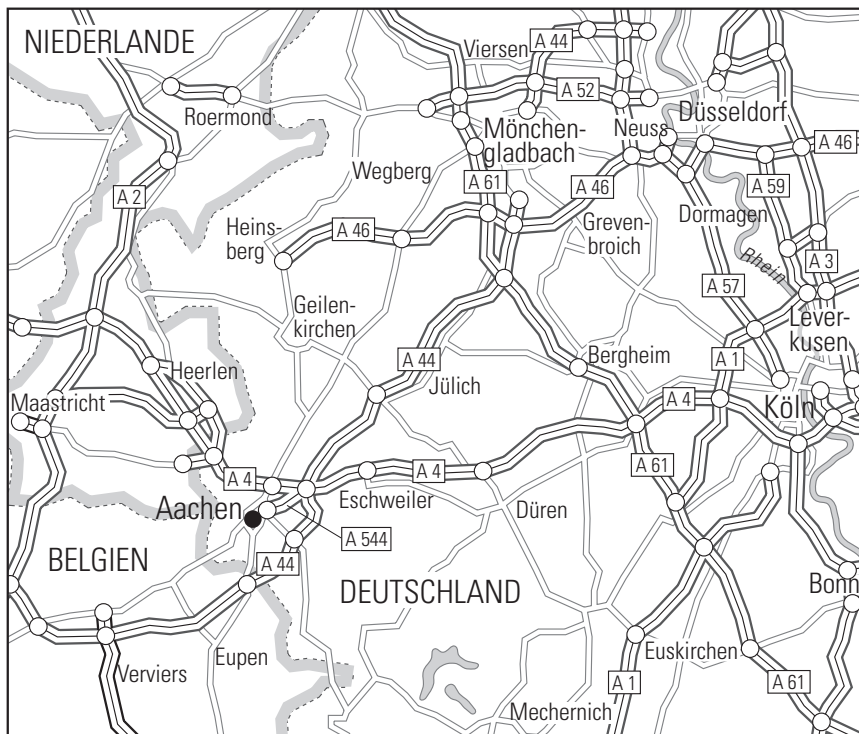 NIEDERLANDE
Viersen
A 44
A 52
Roermond
Mönchen-
gladbach
Neuss
Düsseldorf
A 46
Wegberg
A 61
A 46
A 59
A 2
Heins-
berg
A 46
Greven-
broich
Dormagen
Rhein
A 3
A 57
Geilen-
kirchen
Lever-
kusen
Heerlen
A 44
Jülich
Bergheim
A 1
Maastricht
A 4
Köln
A 4
Eschweiler
A 4
A 61
Aachen
Düren
A 544
BELGIEN
A 44
DEUTSCHLAND
Bonn
Verviers
Eupen
Euskirchen
A 1
A 61
Mechernich